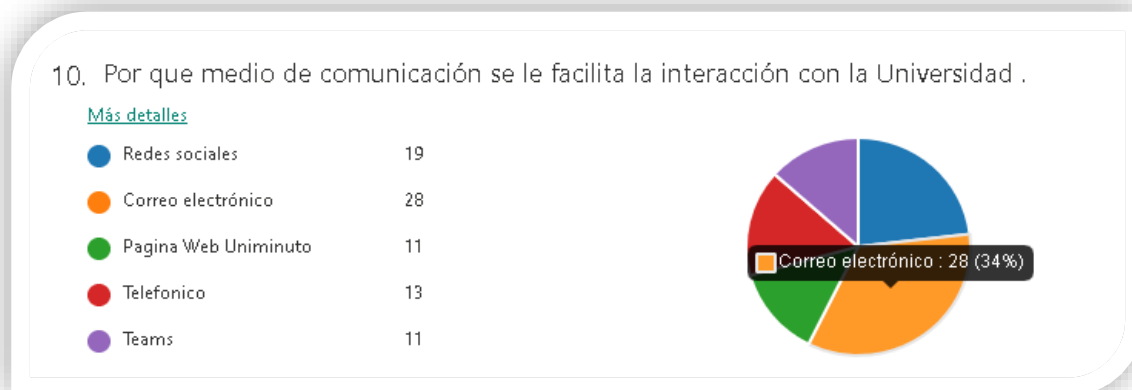 10. Por que medio de comunicación se le facilita la interacción con la Universidad .
Más detalles
Redes sociales 19
Correo electrónico 28
Pagina Web Uniminuto 11
Telefonico 13
Teams 11
Correo electrónico : 28 (34%)